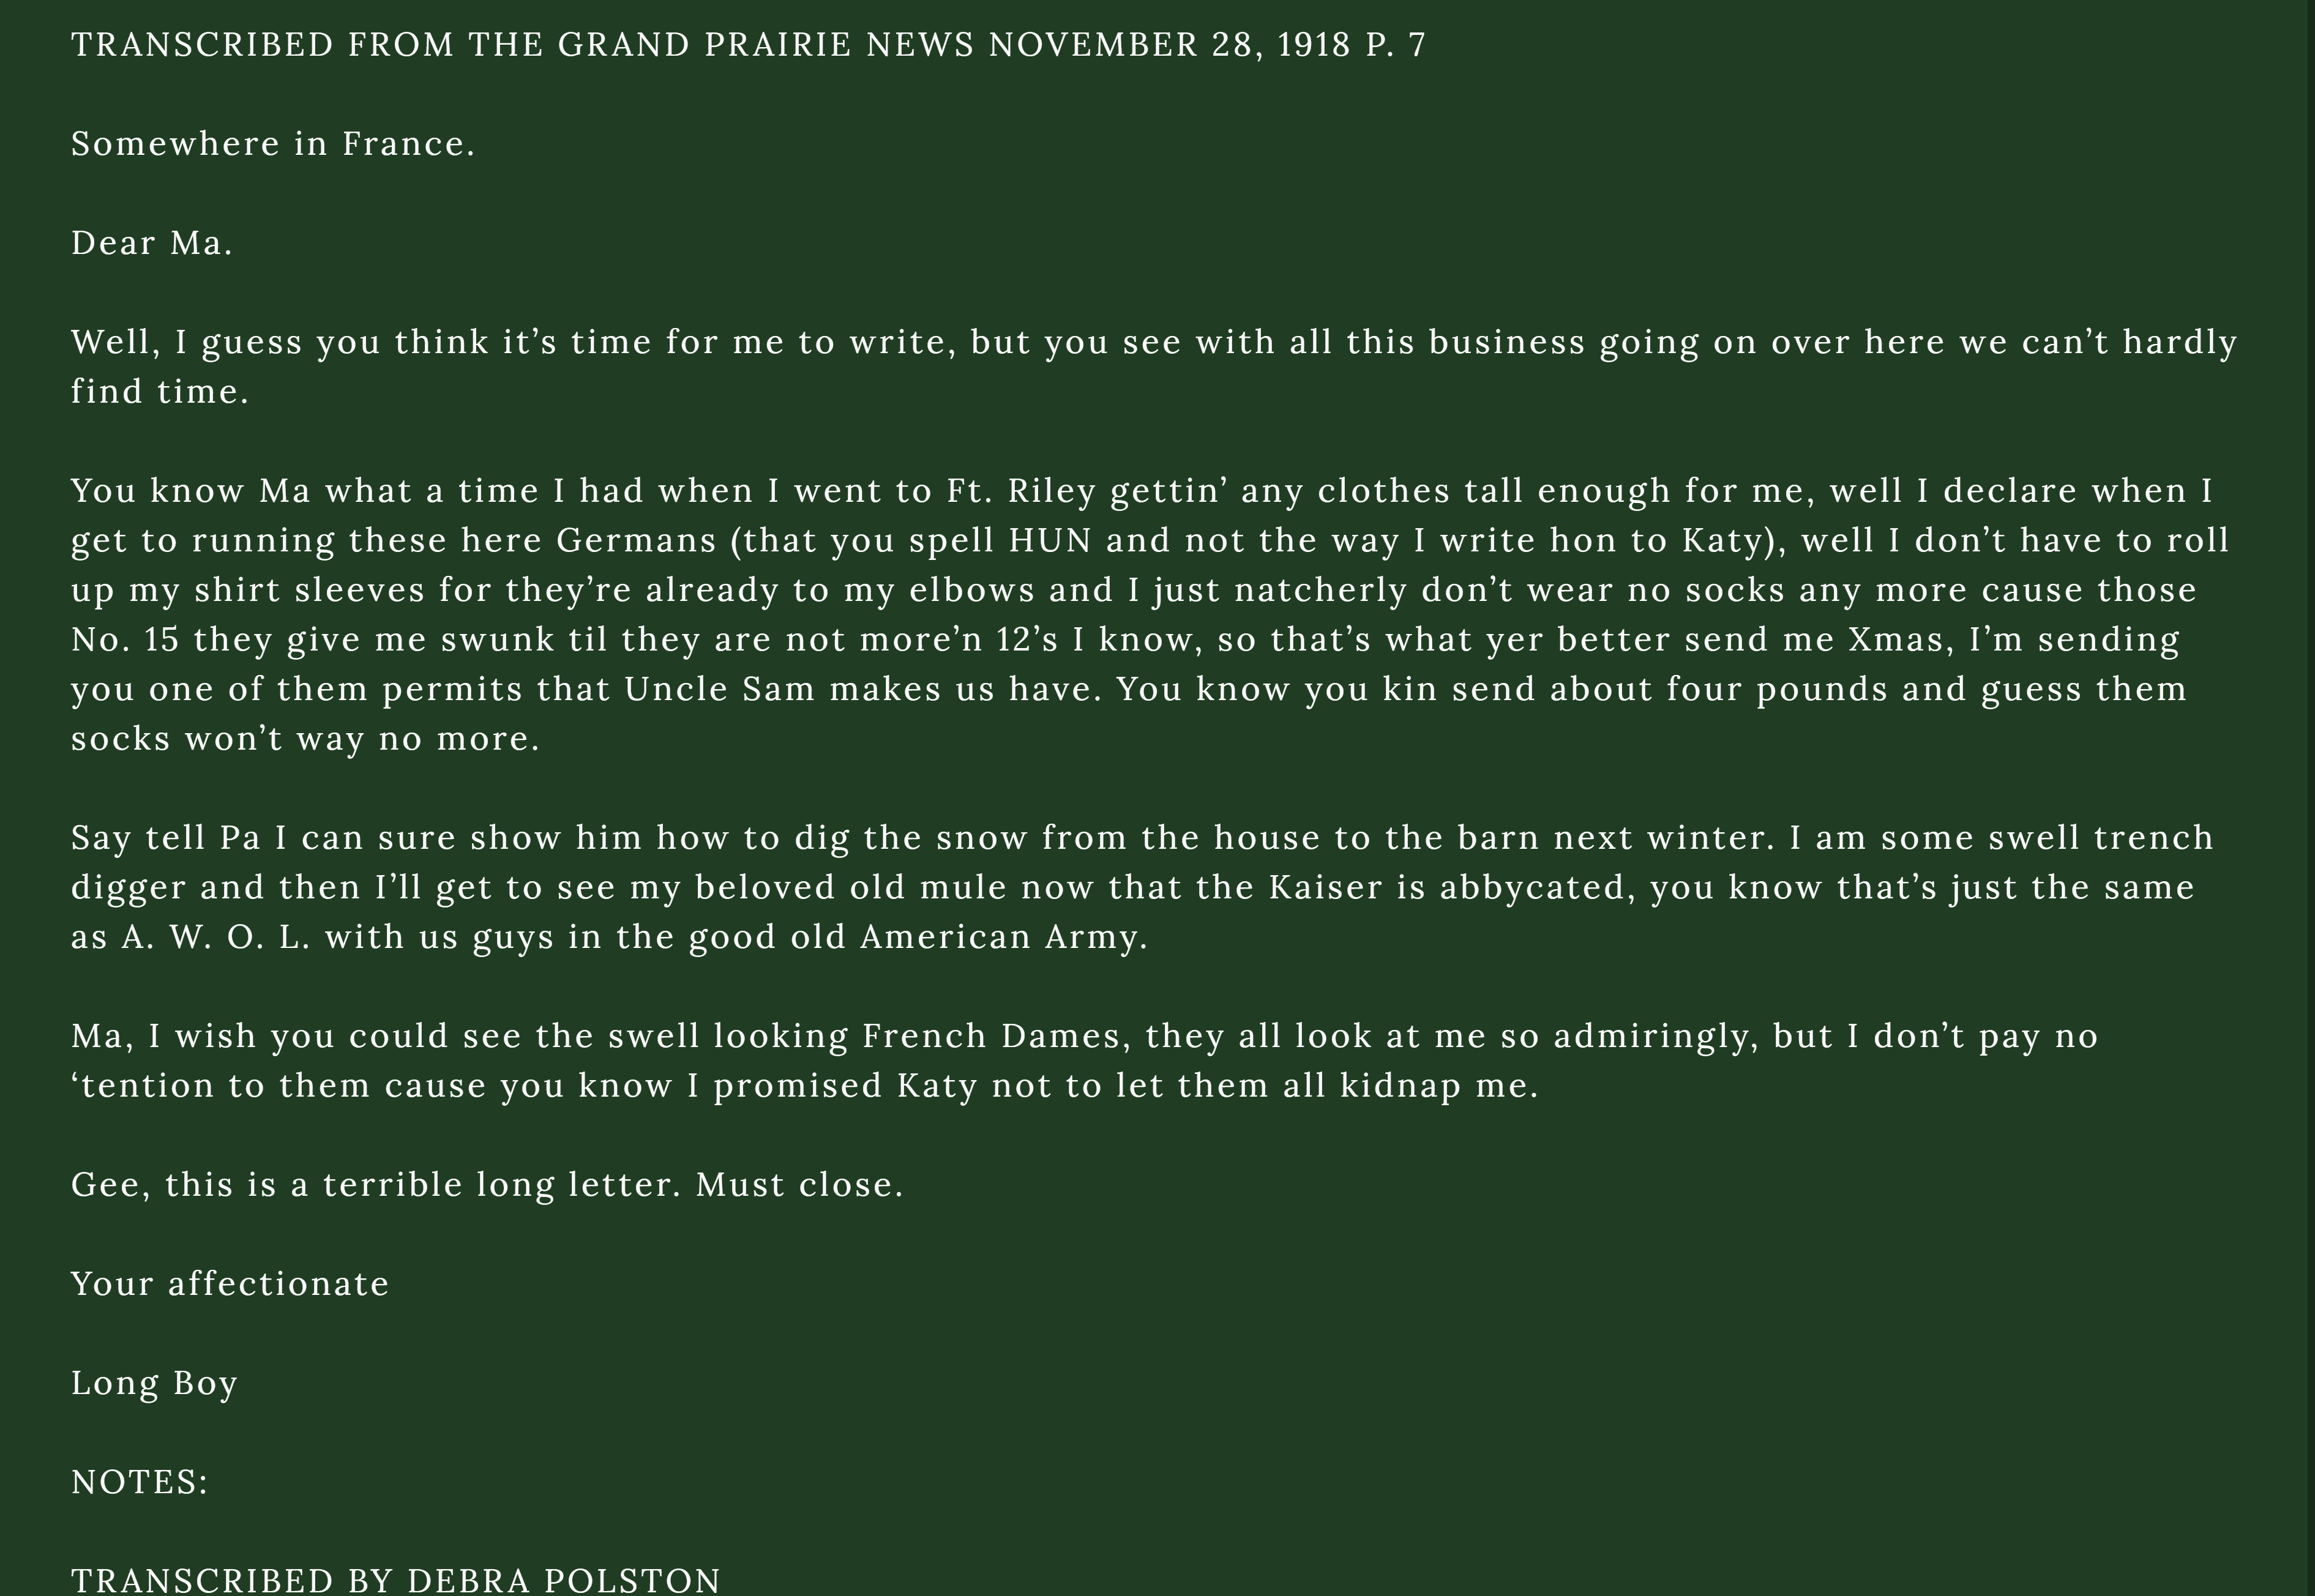 TRANSCRIBED FROM THE GRAND PRAIRIE NEWS NOVEMBER 28, 1918 P. 7
Somewhere in France.
Dear Ma.
Well, I guess you think it’s time for me to write, but you see with all this business going on over here we can’t hardly
find time.
You know Ma what a time I had when I went to Ft. Riley gettin’ any clothes tall enough for me, well I declare when I
get to running these here Germans (that you spell HUN and not the way I write hon to Katy), well I don’t have to roll
up my shirt sleeves for they’re already to my elbows and I just natcherly don’t wear no socks any more cause those
No. 15 they give me swunk til they are not more’n 12’s I know, so that’s what yer better send me Xmas, I’m sending
you one of them permits that Uncle Sam makes us have. You know you kin send about four pounds and guess them
socks won’t way no more.
Say tell Pa I can sure show him how to dig the snow from the house to the barn next winter. I am some swell trench
digger and then I’ll get to see my beloved old mule now that the Kaiser is abbycated, you know that’s just the same
as A. W. O. L. with us guys in the good old American Army.
Ma, I wish you could see the swell looking French Dames, they all look at me so admiringly, but I don’t pay no
‘tention to them cause you know I promised Katy not to let them all kidnap me.
Gee, this is a terrible long letter. Must close.
Your affectionate
Long Boy
NOTES:
TRANSCRIBED BY DEBRA POLSTON